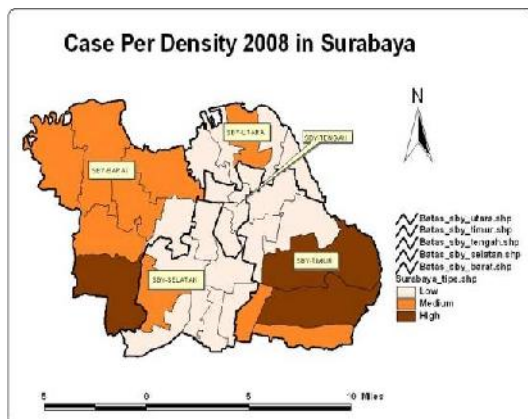 Case Per Density 2008 in Surabaya
N
SBY-UTARA
SBY-TENGAH
SBY-BARAT
SBY-TIMUR
SBY-SELATAN
Batas_sby_utara.shp
Batas_sby_timur.shp
Batas_sby_tengah.shp
Batas_sby_selatan.shp
Batas_sby_barat.shp
Surabaya_tips.shp
Low
Medium
High
5 0 5 10 Miles